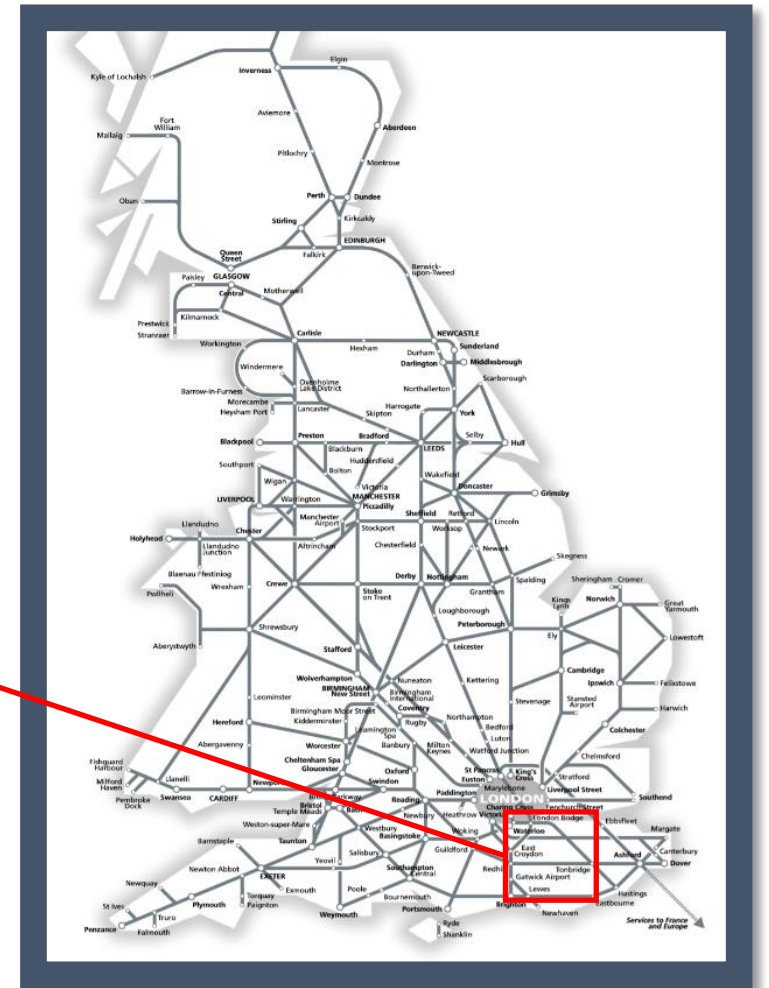 Elgin
Inverness
Kyle of Lochalsh
Aviemore
Fort
William
Aberdeen
Mallaig
Pitlochry
Montrose
Perth
Dundee
Oban
Kirkcaldy
Stirling
EDINBURGH
Queen
Street
Falkirk
Berwick-
upon-Tweed
Paisley
GLASGOW
Central
Motherwell
Kilmarnock
Prestwick
Stranraer
Carlisle
NEWCASTLE
Workington
Hexham
Sunderland
Durham
Darlington
Middlesbrough
Windermere
Scarborough
Oxenholme
Lake District
Northallerton
Barrow-in-Furness
Morecambe
Heysham Port
Lancaster
Harrogate
York
Skipton
Blackpool
Preston
Bradford
Selby
Hull
Blackburn
LEEDS
Huddersfield
Southport
Bolton
Wakefield
Wigan
Victoria
Doncaster
MANCHESTER
Grimsby
LIVERPOOL
Warrington
Piccadilly
Manchester
Airport
Sheffield
Retford
Lincoln
Llandudno
Stockport
Worksop
Holyhead
Chester
Llandudno
Junction
Altrincham
Chesterfield
Newark
Skegness
Blaenau Ffestiniog
Derby
Nottingham
Spalding
Sheringham
Cromer
Pwllheli
Wrexham
Crewe
Stoke
on Trent
Grantham
Kings
Lynn
Norwich
Great
Yarmouth
Loughborough
Peterborough
Shrewsbury
Ely
Lowestoft
Aberystwyth
Stafford
Leicester
Wolverhampton
Cambridge
Nuneaton
Kettering
Ipswich
Felixstowe
BIRMINGHAM
New Street
Birmingham
International
Stansted
Airport
Leominster
Coventry
Stevenage
Harwich
Birmingham Moor Street
Rugby
Northampton
Hereford
Kidderminster
Leamington
Spa
Bedford
Colchester
Abergavenny
Worcester
Banbury
Milton
Keynes
Luton
Watford Junction
Chelmsford
Cheltenham Spa
Fishguard
Harbour
Gloucester
Oxford
St Pancras
King's
Cross
Stratford
Llanelli
Swindon
Euston
Milford
Haven
Newport
Parkway
Marylebone
Liverpool Street
Paddington
Pembroke
Dock
Swansea
CARDIFF
Bristol
Temple Meads
Bath
Reading
LONDON
Southend
Charing Cross
Fenchurch Street
Newbury
Heathrow
Victoria
London Bridge
Ebbsfleet
Weston-super-Mare
Westbury
Basingstoke
Woking
Waterloo
Margate
Barnstaple
Taunton
Guildford
East
Croydon
Canterbury
Salisbury
Ashford
Dover
Yeovil
Tonbridge
Newton Abbot
Southampton
Central
Redhill
Gatwick Airport
EXETER
Newquay
Exmouth
Poole
Lewes
Hastings
Torquay
Paignton
Bournemouth
Brighton
Eastbourne
St Ives
Plymouth
Portsmouth
Newhaven
Truro
Weymouth
Ryde
Services to France
and Europe
Penzance
Falmouth
Shanklin